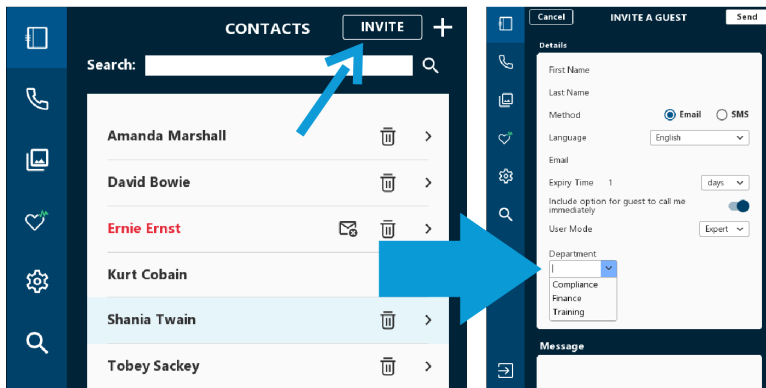 CONTACTS
INVITE
Search:
Amanda Marshall
David Bowie
Ernie Ernst
Kurt Cobain
Shania Twain
Tobey Sackey
Cancel
INVITE A GUEST
Send
Details
First Name
Last Name
Method
Email
SMS
Language
English
Email
Expiry Time
1
days
Include option for guest to call me
immediately
User Mode
Expert
Department
Compliance
Finance
Training
Message